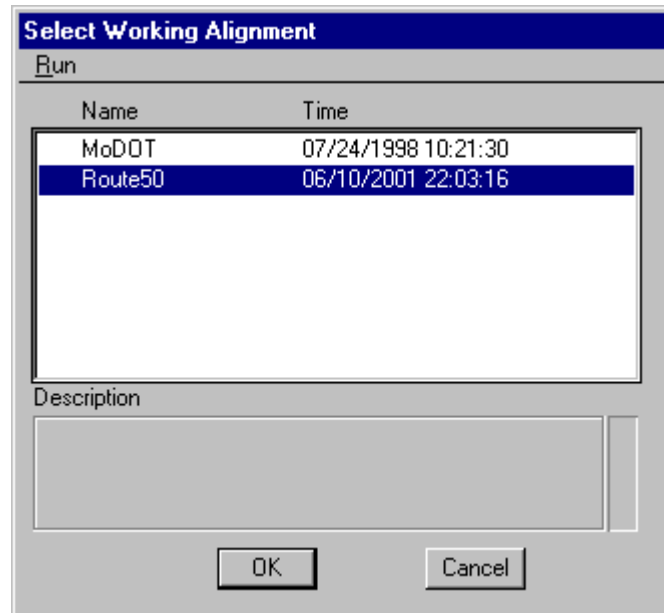 Select Working Alignment
Run
Name Time
MoDOT 07/24/1998 10:21:30
Route50 06/10/2001 22:03:16
Description
OK Cancel